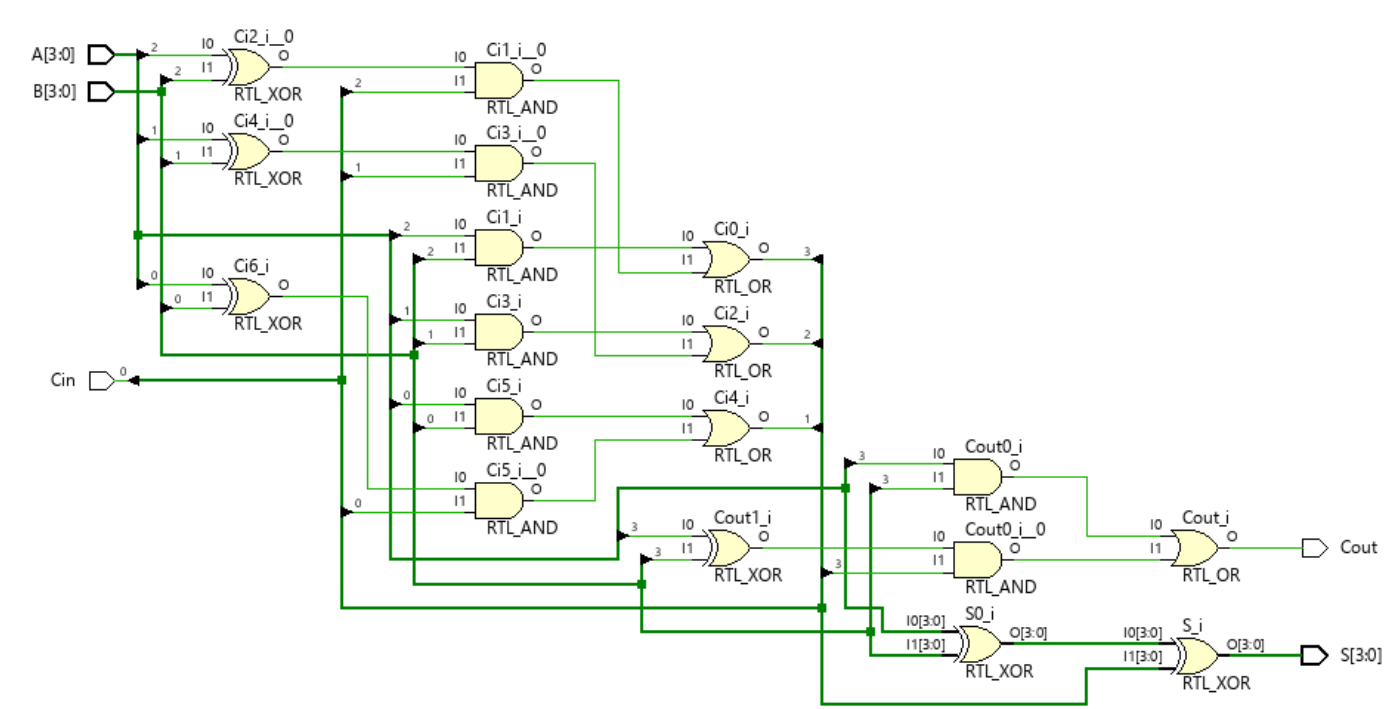 A[3:0]
B[3:0]
Cin
0
2
2
I0
I1
Ci2_i__0
O
RTL_XOR
1
1
I0
I1
Ci4_i__0
O
RTL_XOR
0
0
I0
I1
Ci6_i
O
RTL_XOR
2
I0
I1
Ci1_i__0
O
RTL_AND
1
I0
I1
Ci3_i__0
O
RTL_AND
2
2
I0
I1
Ci1_i
O
RTL_AND
1
1
I0
I1
Ci3_i
O
RTL_AND
0
0
I0
I1
Ci5_i
O
RTL_AND
0
I0
I1
Ci5_i__0
O
RTL_AND
I0
I1
Ci0_i
O
3
RTL_OR
I0
I1
Ci2_i
O
2
RTL_OR
I0
I1
Ci4_i
O
1
RTL_OR
3
3
I0
I1
Cout1_i
O
RTL_XOR
3
3
I0
I1
Cout0_i
O
RTL_AND
3
I0
I1
Cout0_i__0
O
RTL_AND
I0[3:0]
I1[3:0]
S0_i
O[3:0]
RTL_XOR
I0
I1
Cout_i
O
RTL_OR
Cout
I0[3:0]
I1[3:0]
S_i
O[3:0]
RTL_XOR
S[3:0]